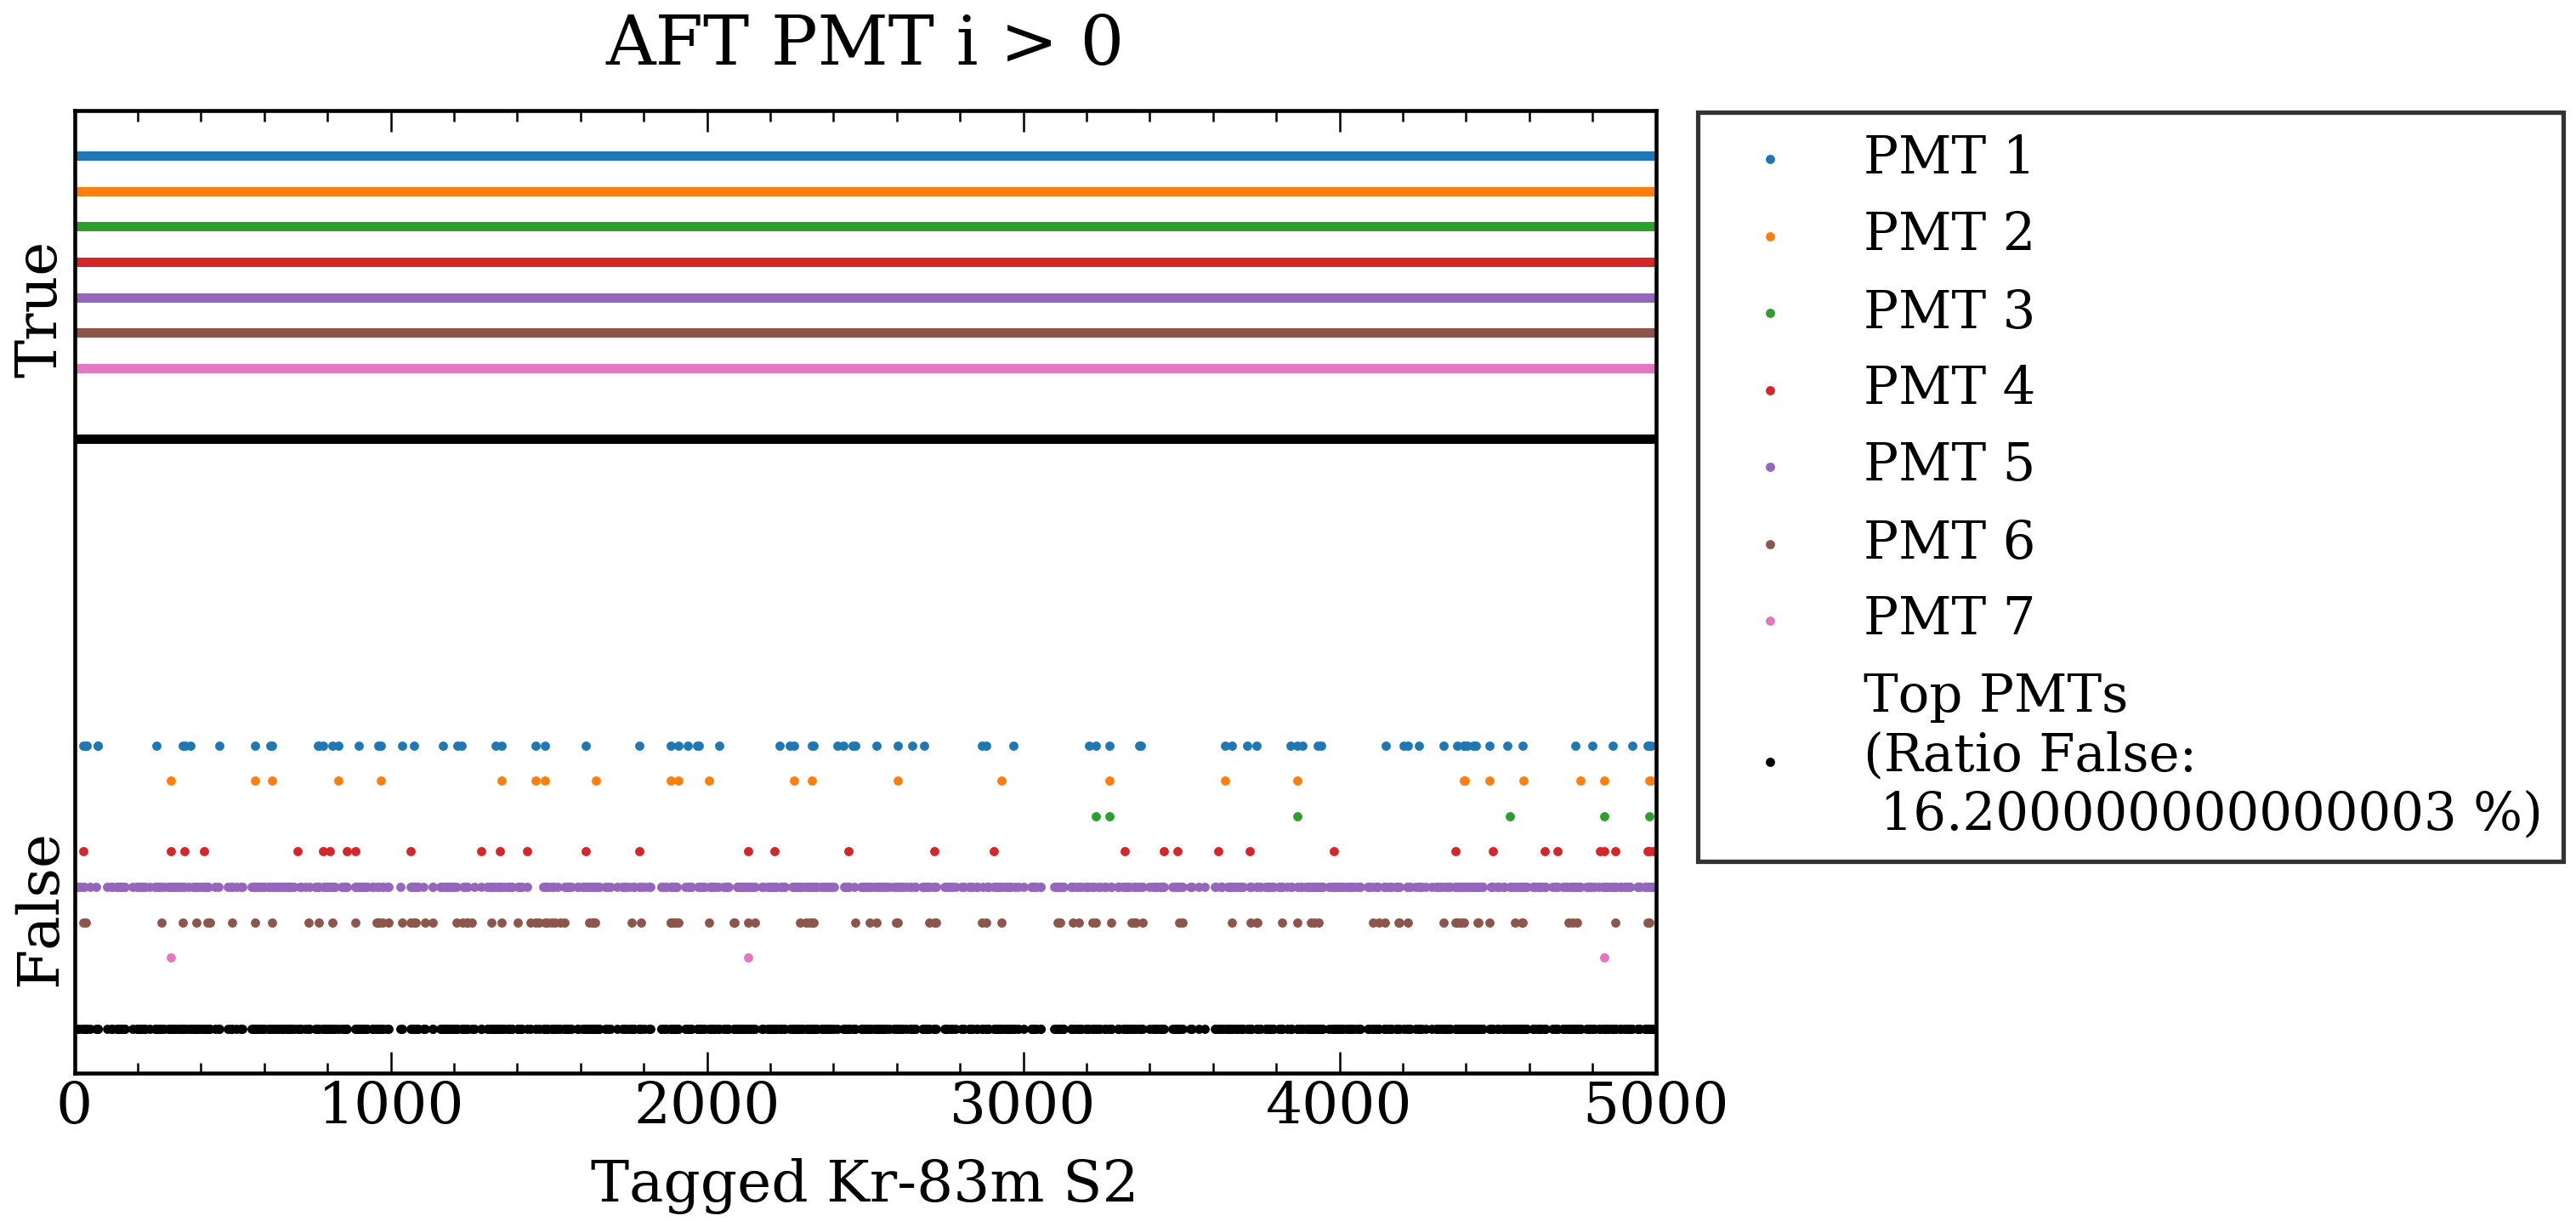 AFT PMT i > 0
True
False
0 1000 2000 3000 4000 5000
Tagged Kr-83m S2
PMT 1
PMT 2
PMT 3
PMT 4
PMT 5
PMT 6
PMT 7
Top PMTs
(Ratio False:
16.200000000000003 %)